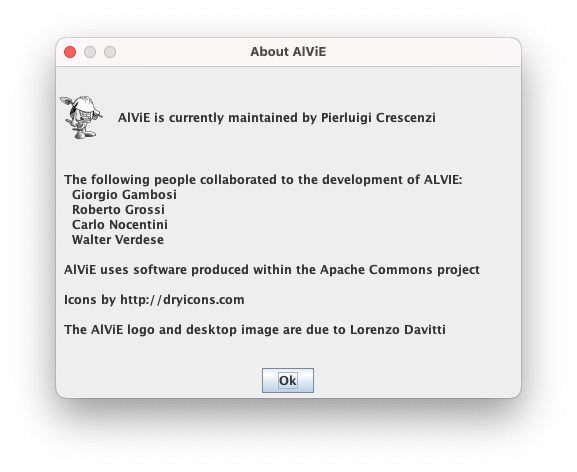 About AlViE
AlViE is currently maintained by Pierluigi Crescenzi
The following people collaborated to the development of ALVIE:
Giorgio Gambosi
Roberto Grossi
Carlo Nocentini
Walter Verdese
AlViE uses software produced within the Apache Commons project
Icons by http://dryicons.com
The AlViE logo and desktop image are due to Lorenzo Davitti
Ok